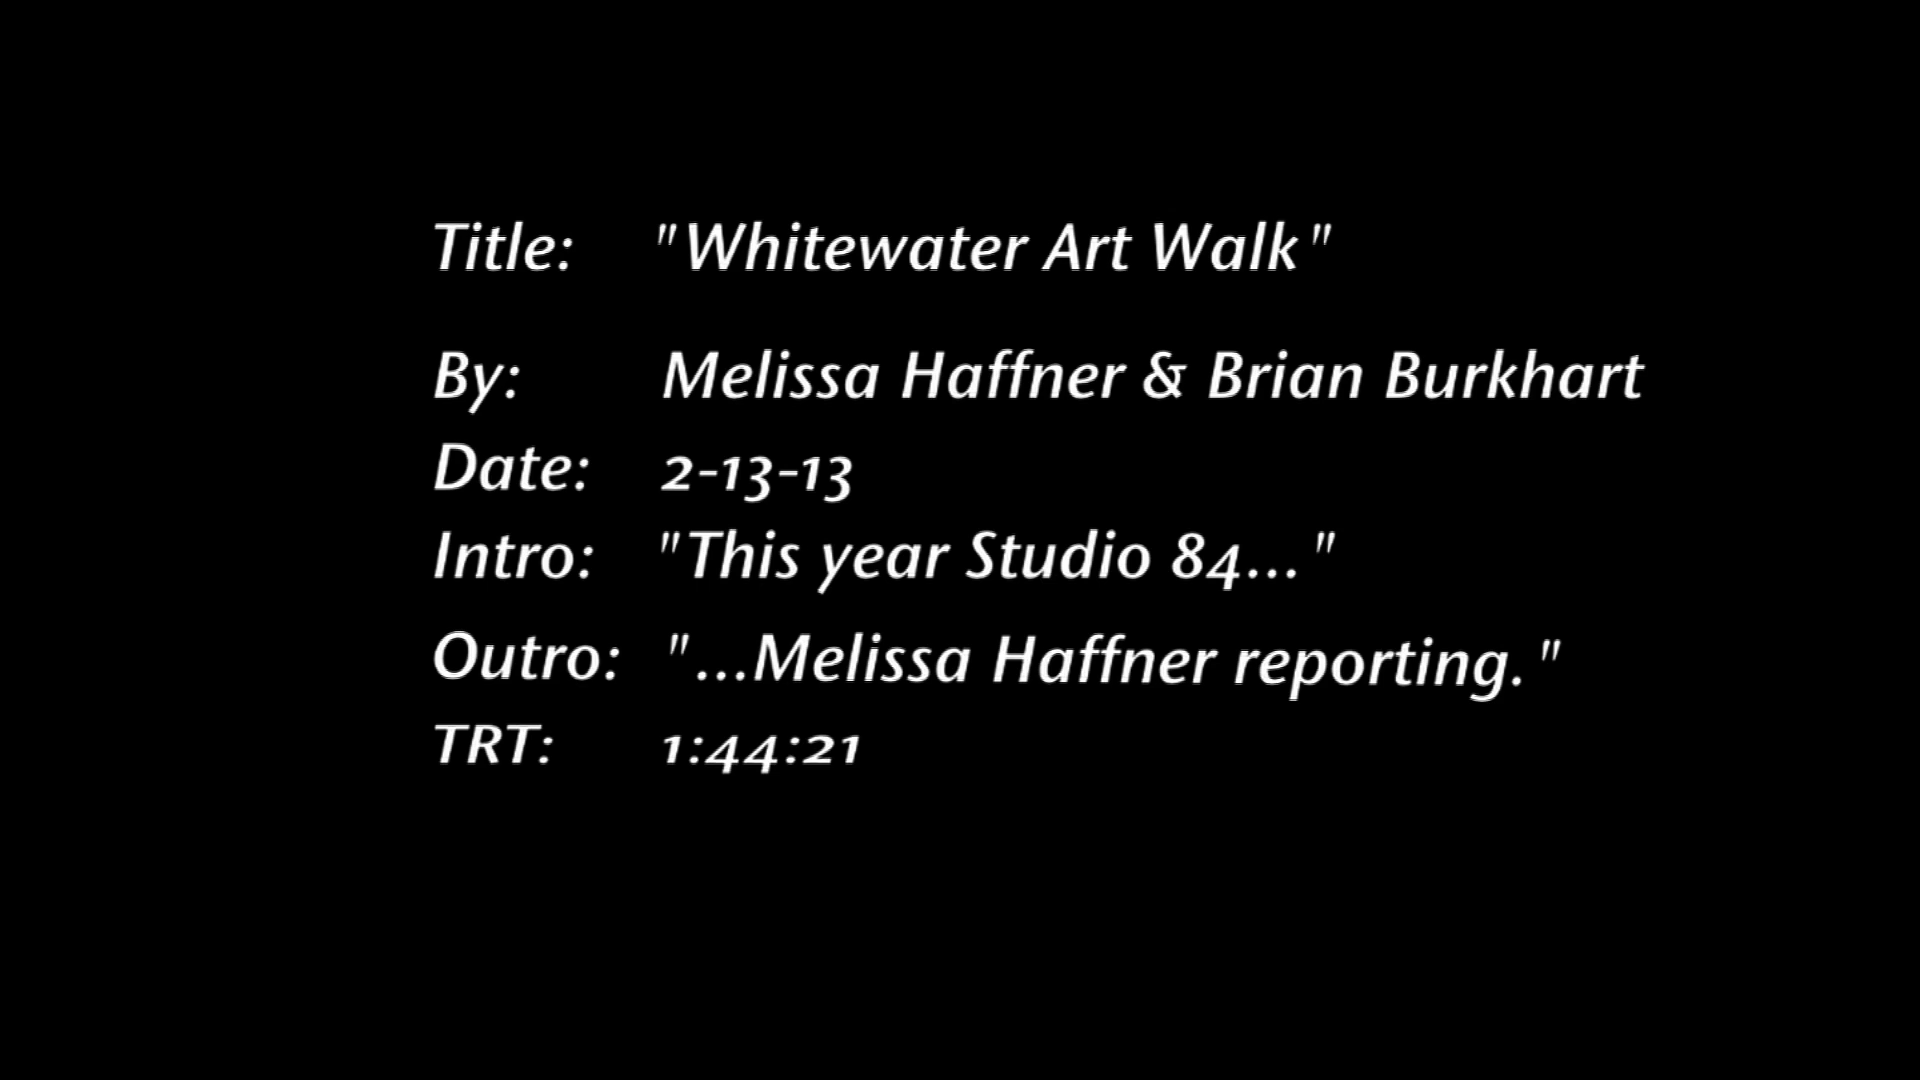 Title: "Whitewater Art Walk"
By: Melissa Haffner & Brian Burkhart
Date: 2-13-13
Intro: "This year Studio 84..."
Outro: "...Melissa Haffner reporting."
TRT: 1:44:21